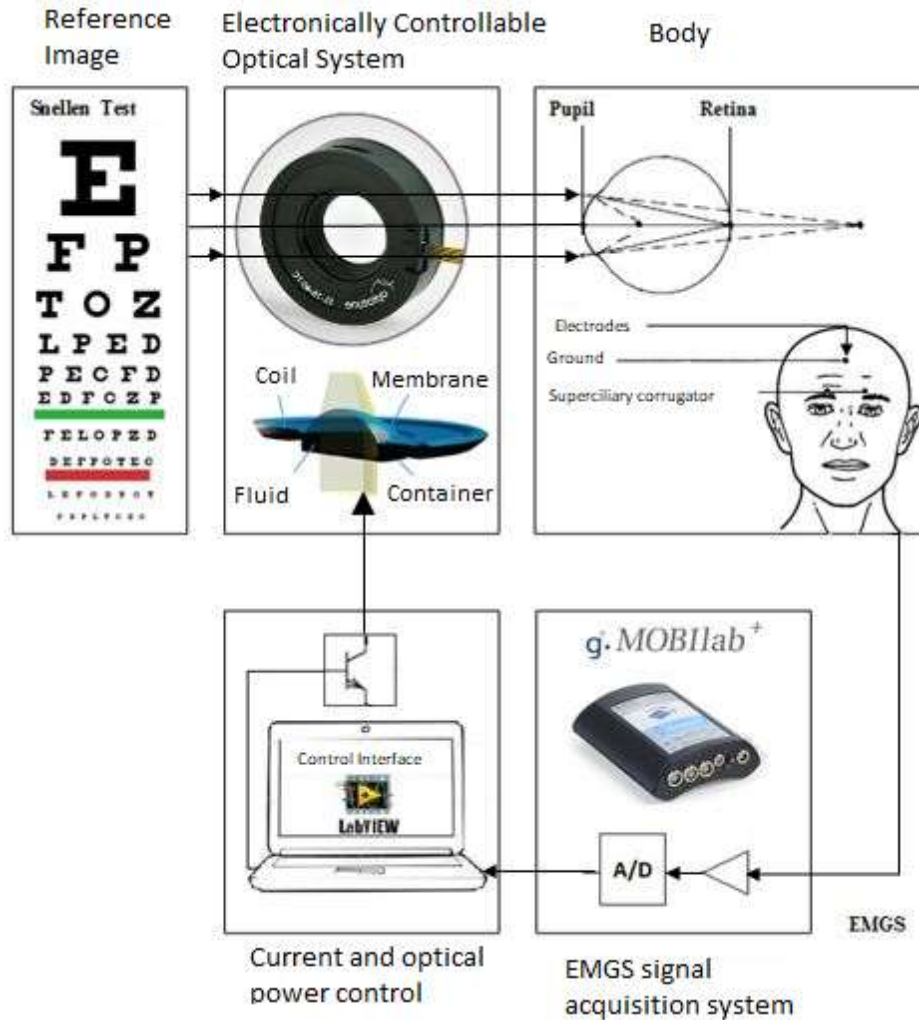 Reference
Image
Electronically Controllable
Optical System
Body
Snellen Test
E
F P
T O Z
L P E D
P E C F D
E D F C Z P
F E L O P Z D
D E F P O T E C
Pupil
Retina
Coil
Membrane
Fluid
Container
Electrodes
Ground
Superciliary corrugator
Control Interface
LabVIEW
g.MOBIlab+
A/D
EMGS
Current and optical
power control
EMGS signal
acquisition system